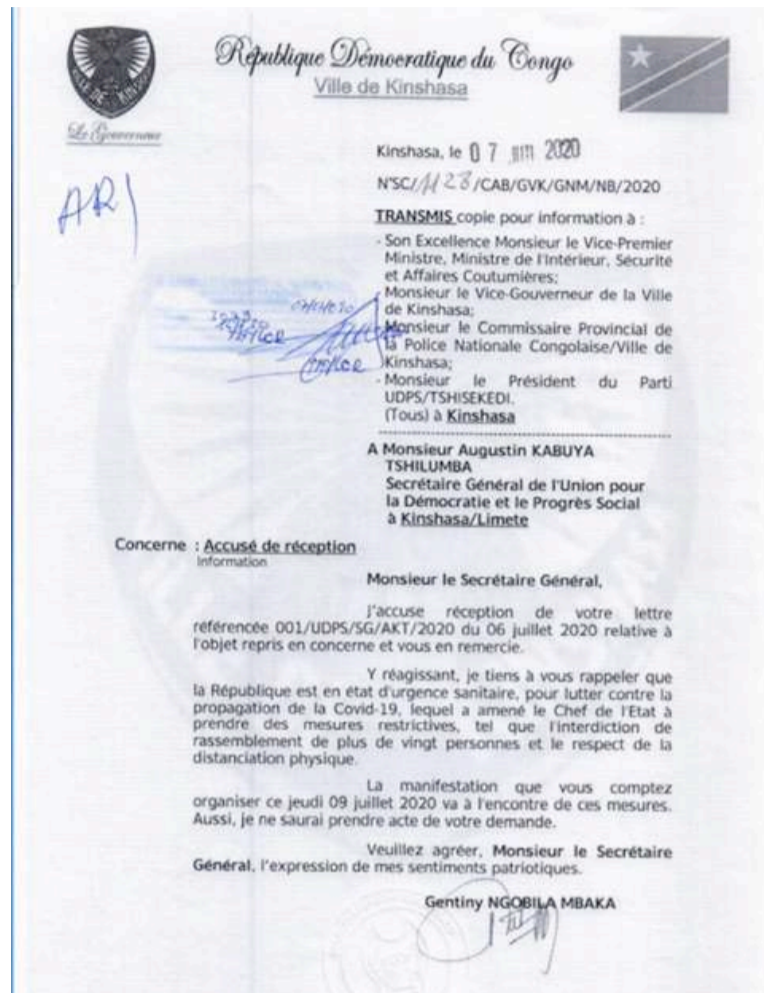 République Démocratique du Congo
Ville de Kinshasa
Le Gouverneur
Kinshasa, le 07 2020
N°SC/1128/CAB/GVK/GNM/NB/2020
AR
TRANSMIS copie pour information à :
- Son Excellence Monsieur le Vice-Premier
Ministre, Ministre de l'Intérieur, Sécurité
et Affaires Coutumières;
Monsieur le Vice-Gouverneur de la Ville
de Kinshasa;
Monsieur le Commissaire Provincial de
la Police Nationale Congolaise/Ville de
Kinshasa;
- Monsieur le Président du Parti
UDPS/TSHISEKEDI.
(Tous) à Kinshasa
A Monsieur Augustin KABUYA
TSHILUMBA
Secrétaire Général de l'Union pour
la Démocratie et le Progrès Social
à Kinshasa/Limete
Concerne : Accusé de réception
Information
Monsieur le Secrétaire Général,
J'accuse réception de votre lettre
référencée 001/UDPS/SG/AKT/2020 du 06 juillet 2020 relative à
l'objet repris en concerne et vous en remercie.
Y réagissant, je tiens à vous rappeler que
la République est en état d'urgence sanitaire, pour lutter contre la
propagation de la Covid-19, lequel a amené le Chef de l'Etat à
prendre des mesures restrictives, tel que l'interdiction de
rassemblement de plus de vingt personnes et le respect de la
distanciation physique.
La manifestation que vous comptez
organiser ce jeudi 09 juillet 2020 va à l'encontre de ces mesures.
Aussi, je ne saurai prendre acte de votre demande.
Veuillez agréer, Monsieur le Secrétaire
Général, l'expression de mes sentiments patriotiques.
Gentiny NGOBILA MBAKA